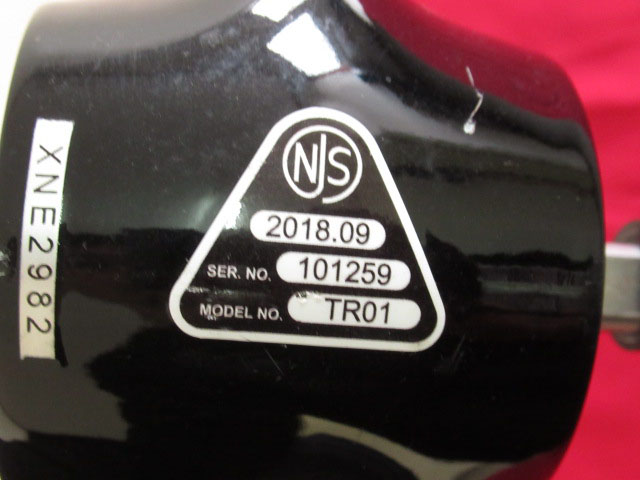 XNE2982
NJS
2018.09
SER. NO. 101259
MODEL NO. TR01